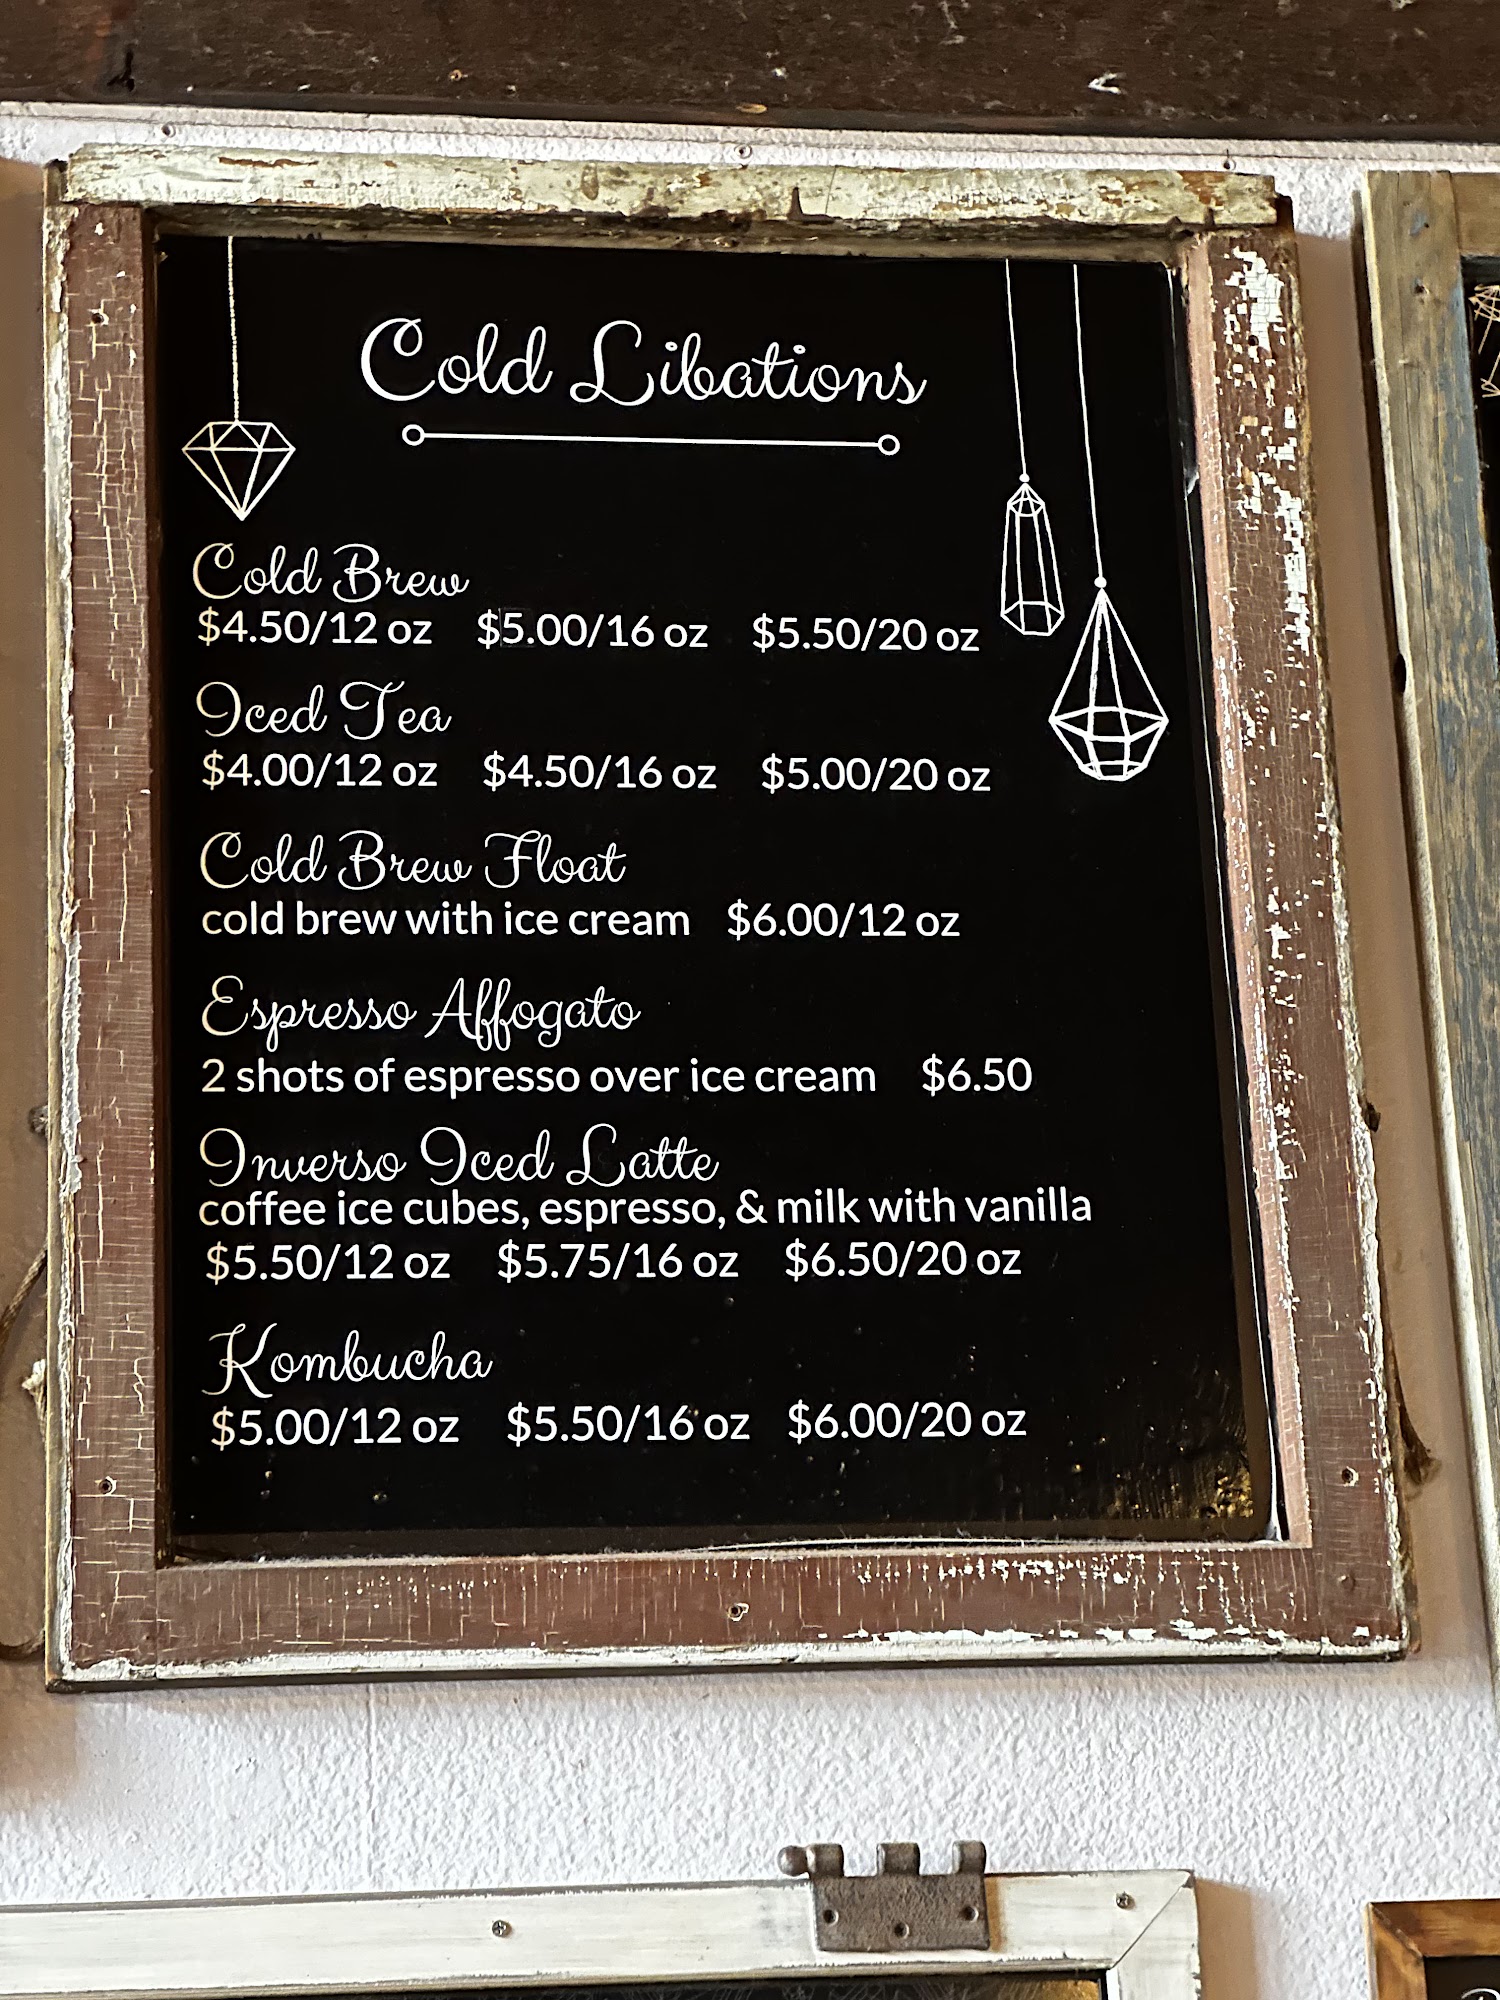 Cold Libations
Cold Brew
$4.50/12 oz $5.00/16 oz $5.50/20 oz
Iced Tea
$4.00/12 oz $4.50/16 oz $5.00/20 oz
Cold Brew Float
cold brew with ice cream $6.00/12 oz
Espresso Affogato
2 shots of espresso over ice cream $6.50
Inverso Iced Latte
coffee ice cubes, espresso, & milk with vanilla
$5.50/12 oz $5.75/16 oz $6.50/20 oz
Kombucha
$5.00/12 oz $5.50/16 oz $6.00/20 oz